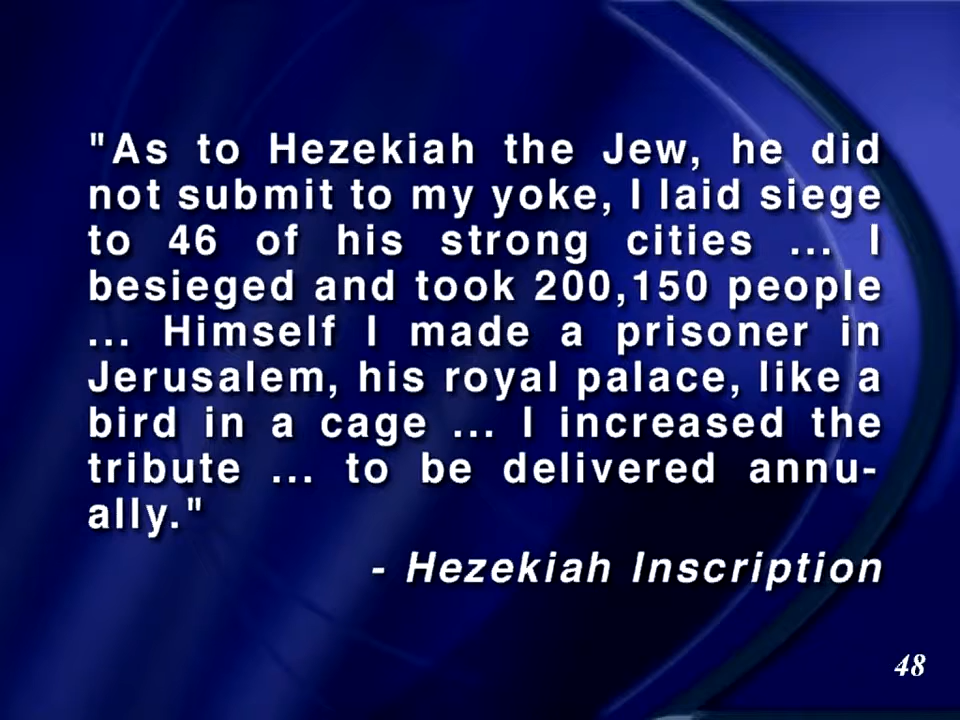 "As to Hezekiah the Jew, he did
not submit to my yoke, I laid siege
to 46 of his strong cities ... I
besieged and took 200,150 people
... Himself I made a prisoner in
Jerusalem, his royal palace, like a
bird in a cage ... I increased the
tribute ... to be delivered annu-
ally."
- Hezekiah Inscription
48